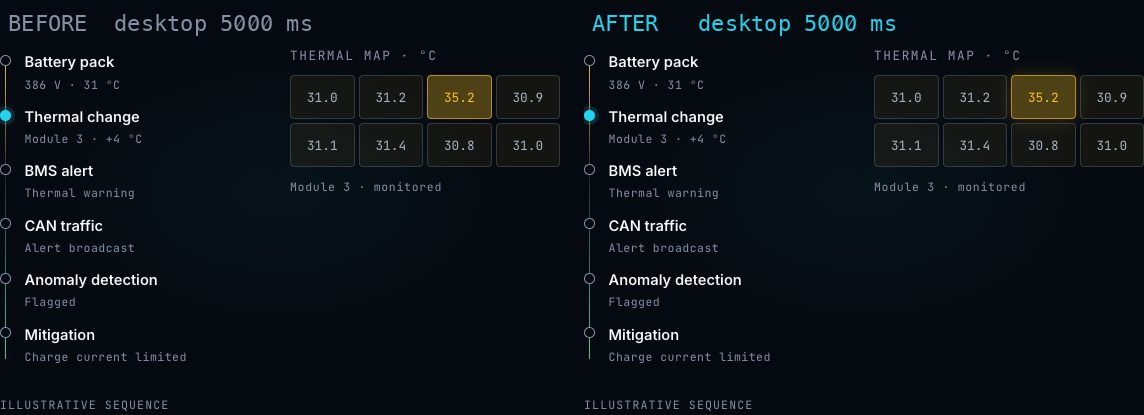 BEFORE desktop 5000 ms
Battery pack
386 V · 31 °C
Thermal change
Module 3 · +4 °C
BMS alert
Thermal warning
CAN traffic
Alert broadcast
Anomaly detection
Flagged
Mitigation
Charge current limited
THERMAL MAP · °C
31.0 31.2 35.2 30.9
31.1 31.4 30.8 31.0
Module 3 · monitored
ILLUSTRATIVE SEQUENCE
AFTER desktop 5000 ms
Battery pack
386 V · 31 °C
Thermal change
Module 3 · +4 °C
BMS alert
Thermal warning
CAN traffic
Alert broadcast
Anomaly detection
Flagged
Mitigation
Charge current limited
THERMAL MAP · °C
31.0 31.2 35.2 30.9
31.1 31.4 30.8 31.0
Module 3 · monitored
ILLUSTRATIVE SEQUENCE